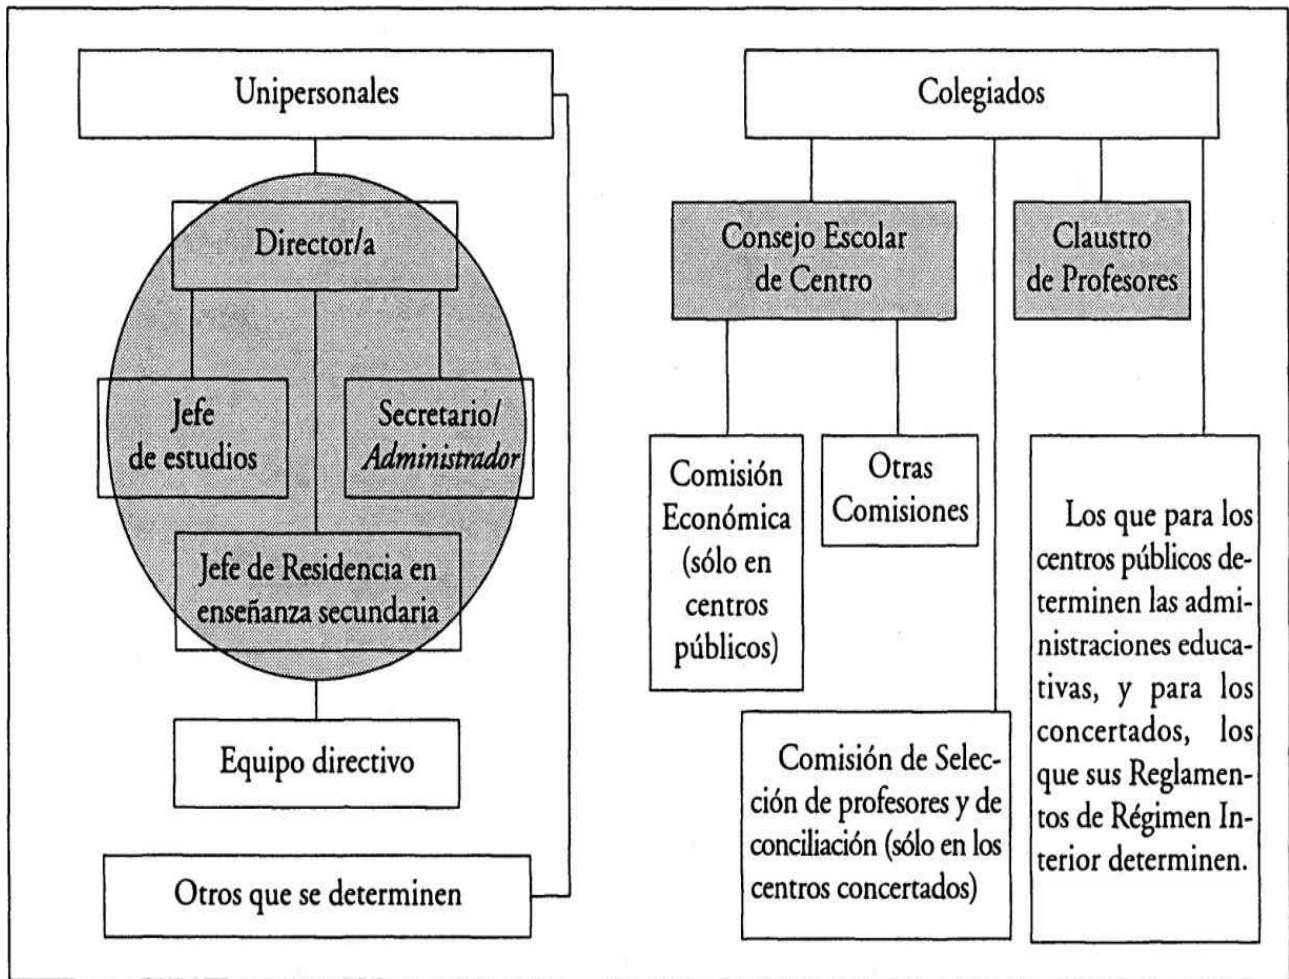 Unipersonales
Director/a
Jefe
de estudios
Secretario/
Administrador
Jefe de Residencia en
enseñanza secundaria
Equipo directivo
Otros que se determinen
Colegiados
Consejo Escolar
de Centro
Claustro
de Profesores
Comisión
Económica
(sólo en
centros
públicos)
Otras
Comisiones
Comisión de Selec-
ción de profesores y de
conciliación (sólo en los
centros concertados)
Los que para los
centros públicos de-
terminen las admi-
nistraciones educa-
tivas, y para los
concertados, los
que sus Reglamen-
tos de Régimen In-
terior determinen.